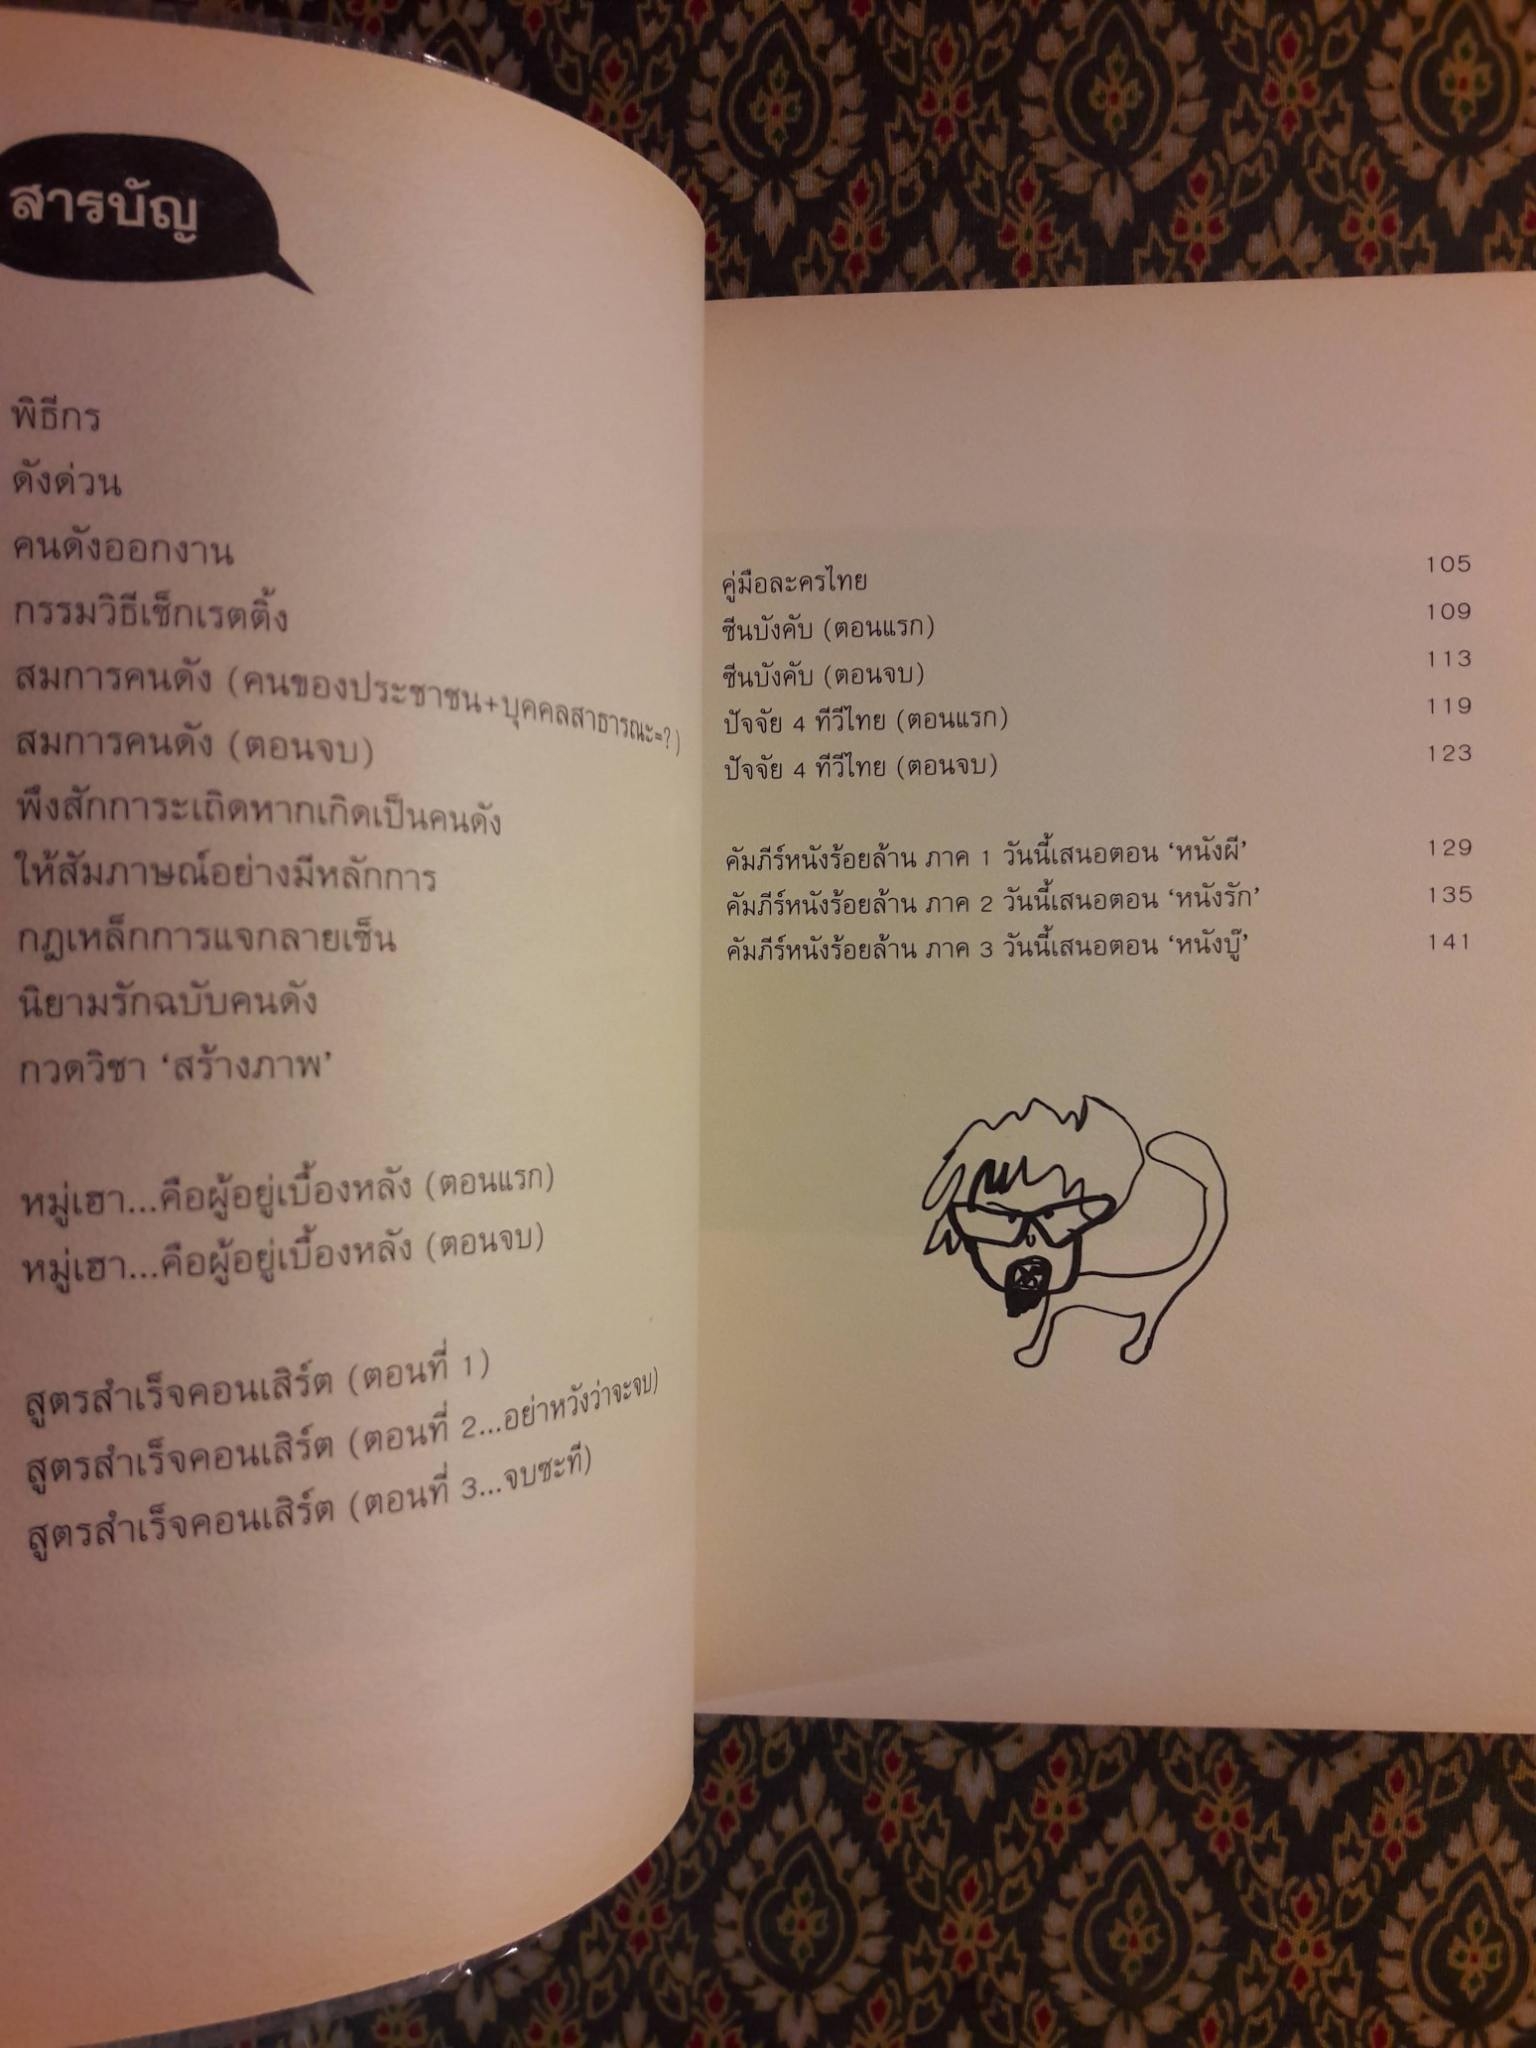 สารบัญ
พิธีกร
ดังด่วน
คนดังออกงาน
กรรมวิธีเช็กเรตติ้ง
สมการคนดัง (คนของประชาชน+บุคคลสาธารณะ=?)
สมการคนดัง (ตอนจบ)
พึงสักการะเถิดหากเกิดเป็นคนดัง
ให้สัมภาษณ์อย่างมีหลักการ
กฎเหล็กการแจกลายเซ็น
นิยามรักฉบับคนดัง
กวดวิชา ‘สร้างภาพ’
หมู่เฮา...คือผู้อยู่เบื้องหลัง (ตอนแรก)
หมู่เฮา...คือผู้อยู่เบื้องหลัง (ตอนจบ)
สูตรสำเร็จคอนเสิร์ต (ตอนที่ 1)
สูตรสำเร็จคอนเสิร์ต (ตอนที่ 2...อย่าหวังว่าจะจบ)
สูตรสำเร็จคอนเสิร์ต (ตอนที่ 3...จบซะที)
คู่มือละครไทย 105
ซีนบังคับ (ตอนแรก) 109
ซีนบังคับ (ตอนจบ) 113
ปัจจัย 4 ทีวีไทย (ตอนแรก) 119
ปัจจัย 4 ทีวีไทย (ตอนจบ) 123
คัมภีร์หนังร้อยล้าน ภาค 1 วันนี้เสนอตอน ‘หนังผี’ 129
คัมภีร์หนังร้อยล้าน ภาค 2 วันนี้เสนอตอน ‘หนังรัก’ 135
คัมภีร์หนังร้อยล้าน ภาค 3 วันนี้เสนอตอน ‘หนังบู๊’ 141